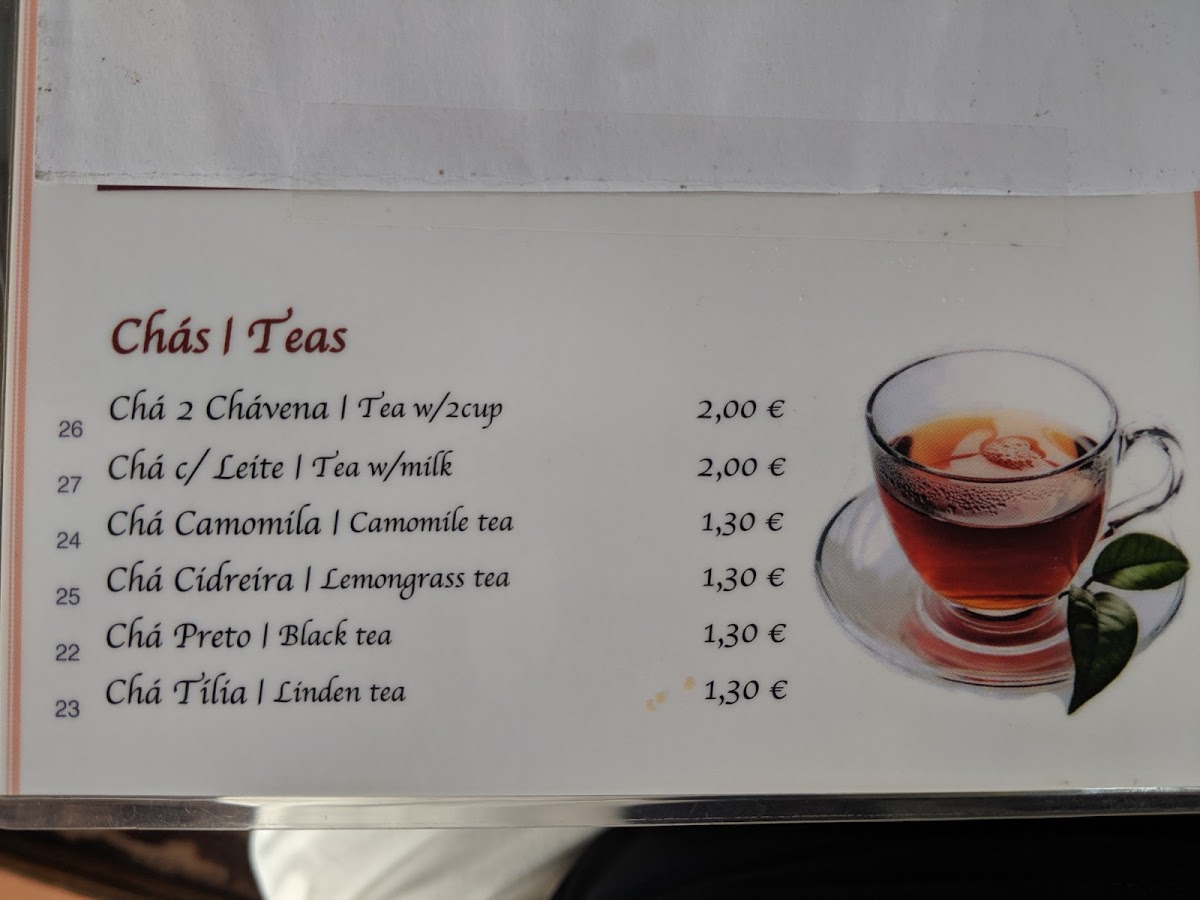 Chás | Teas
26 Chá 2 Chávena | Tea w/2cup 2,00 €
27 Chá c/ Leite | Tea w/milk 2,00 €
24 Chá Camomila | Camomile tea 1,30 €
25 Chá Cidreira | Lemongrass tea 1,30 €
22 Chá Preto | Black tea 1,30 €
23 Chá Tília | Linden tea 1,30 €